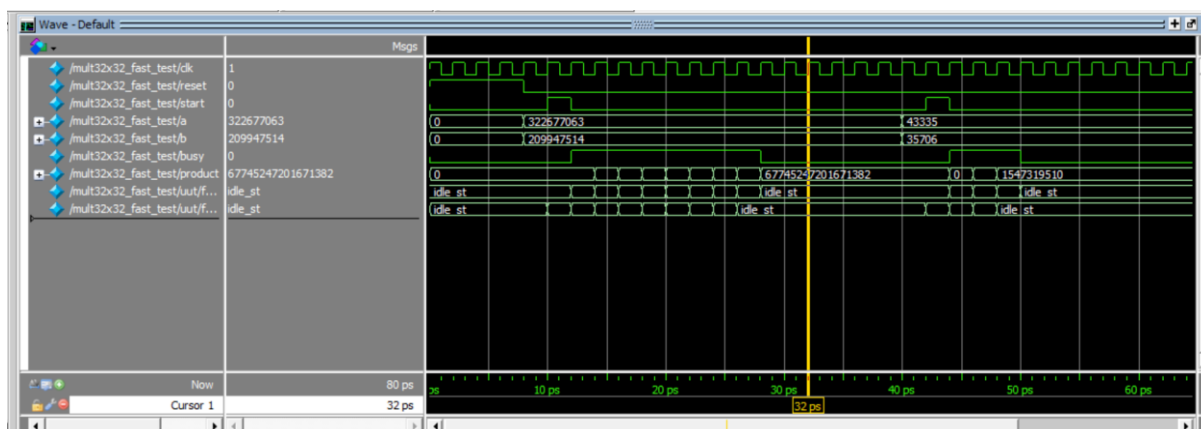 Wave - Default
Msgs
/mult32x32_fast_test/clk 1
/mult32x32_fast_test/reset 0
/mult32x32_fast_test/start 0
/mult32x32_fast_test/a 322677063 0 322677063 43335
/mult32x32_fast_test/b 209947514 0 209947514 35706
/mult32x32_fast_test/busy 0
/mult32x32_fast_test/product 67745247201671382 0 67745247201671382 0 1547319510
/mult32x32_fast_test/uut/f... idle_st idle_st idle_st idle_st
/mult32x32_fast_test/uut/f... idle_st idle_st idle_st idle_st
Now 80 ps ps 10 ps 20 ps 30 ps 40 ps 50 ps 60 ps
Cursor 1 32 ps 32 ps